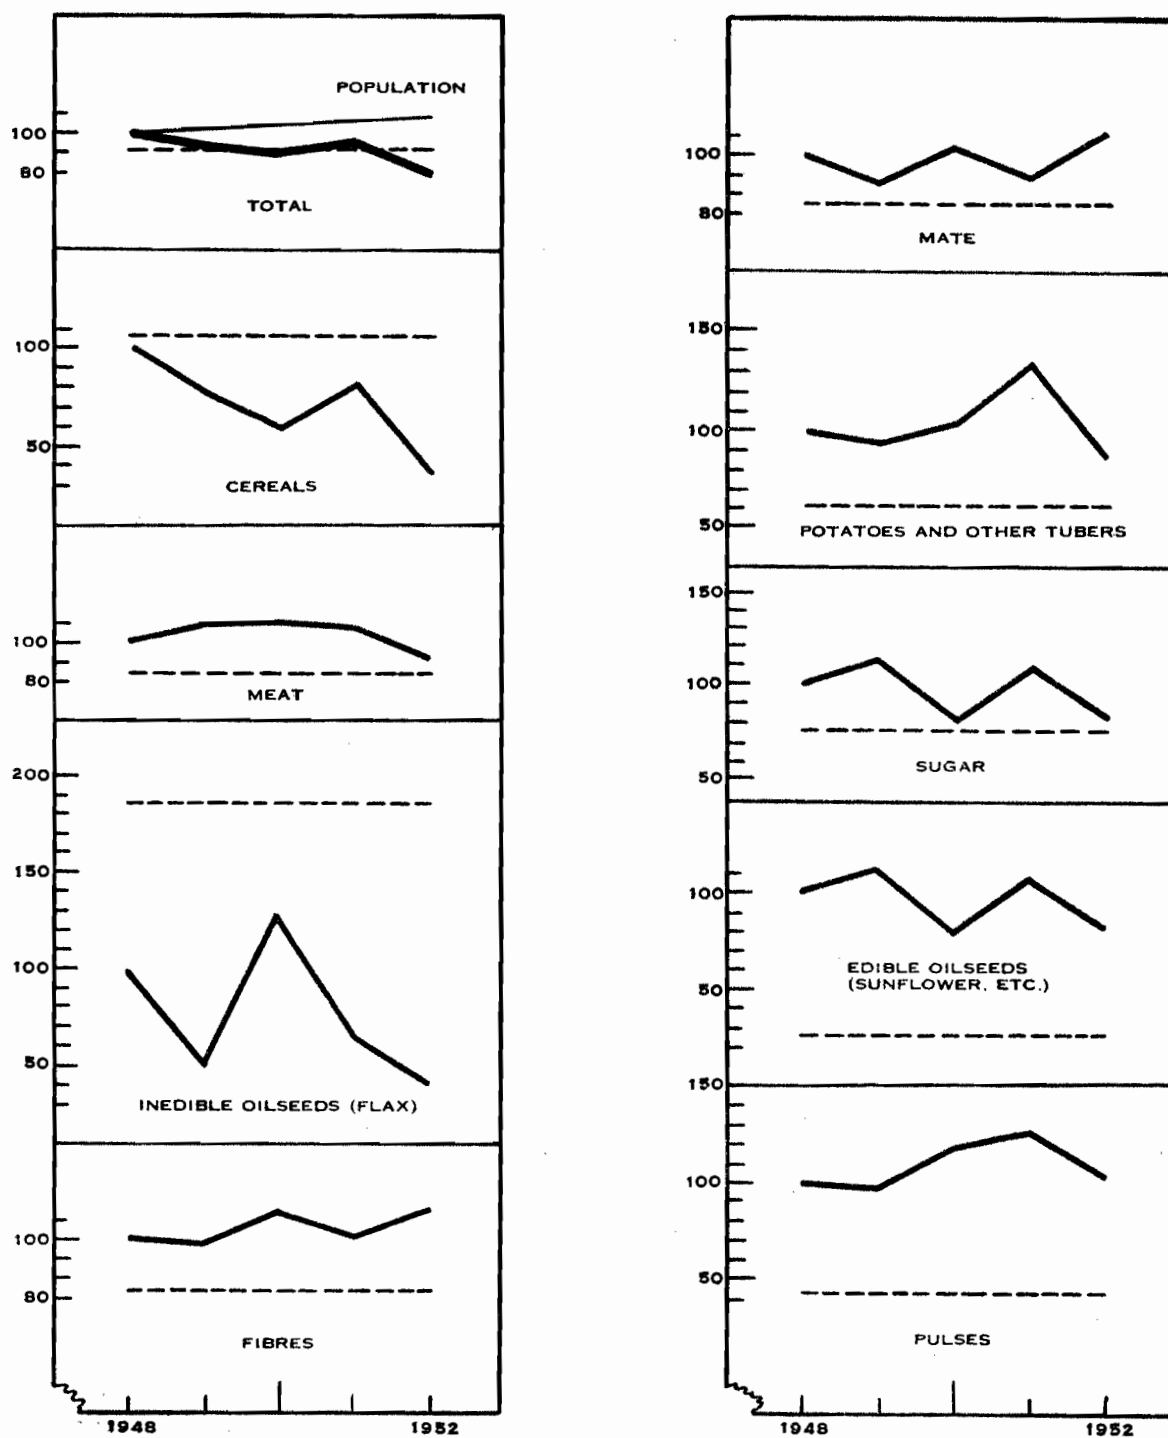 POPULATION
100
80
TOTAL
100
50
CEREALS
100
80
MEAT
200
150
100
50
INEDIBLE OILSEEDS (FLAX)
100
80
FIBRES
1948
1952
100
80
MATE
150
100
50
POTATOES AND OTHER TUBERS
150
100
50
SUGAR
100
EDIBLE OILSEEDS
(SUNFLOWER, ETC.)
50
150
100
50
PULSES
1948
1952